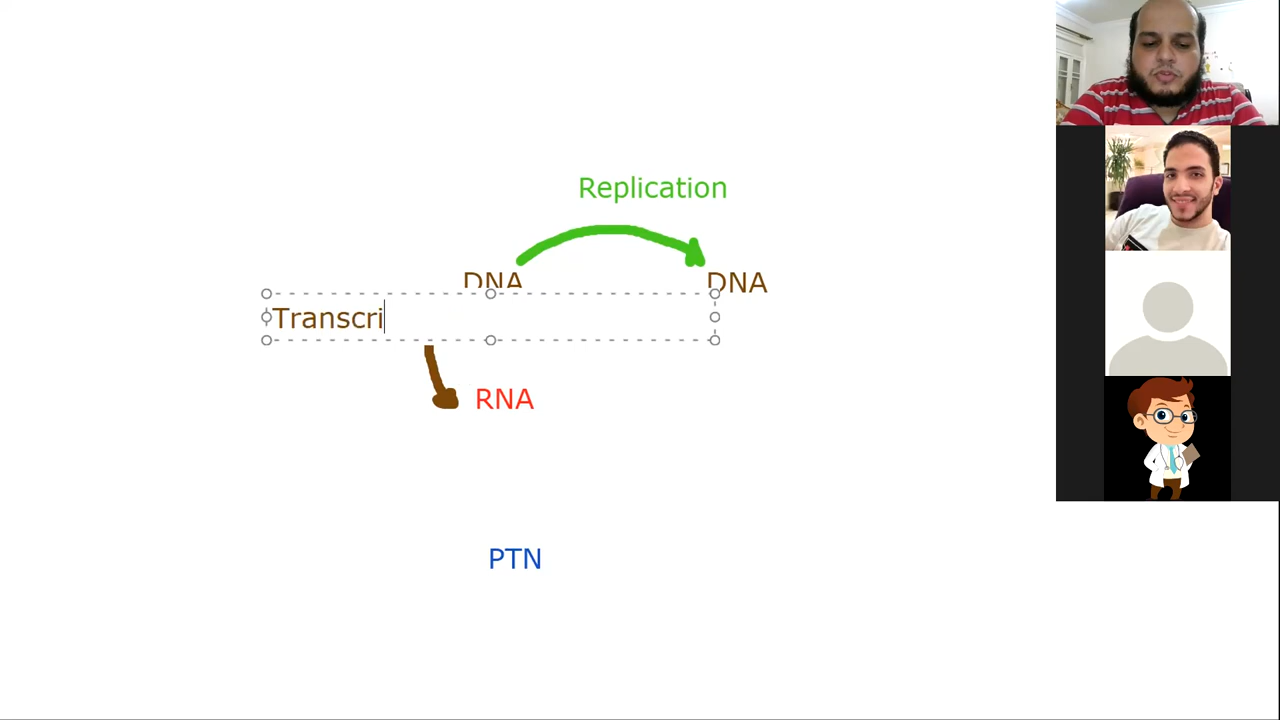 Replication
DNA DNA
Transcri
RNA
PTN